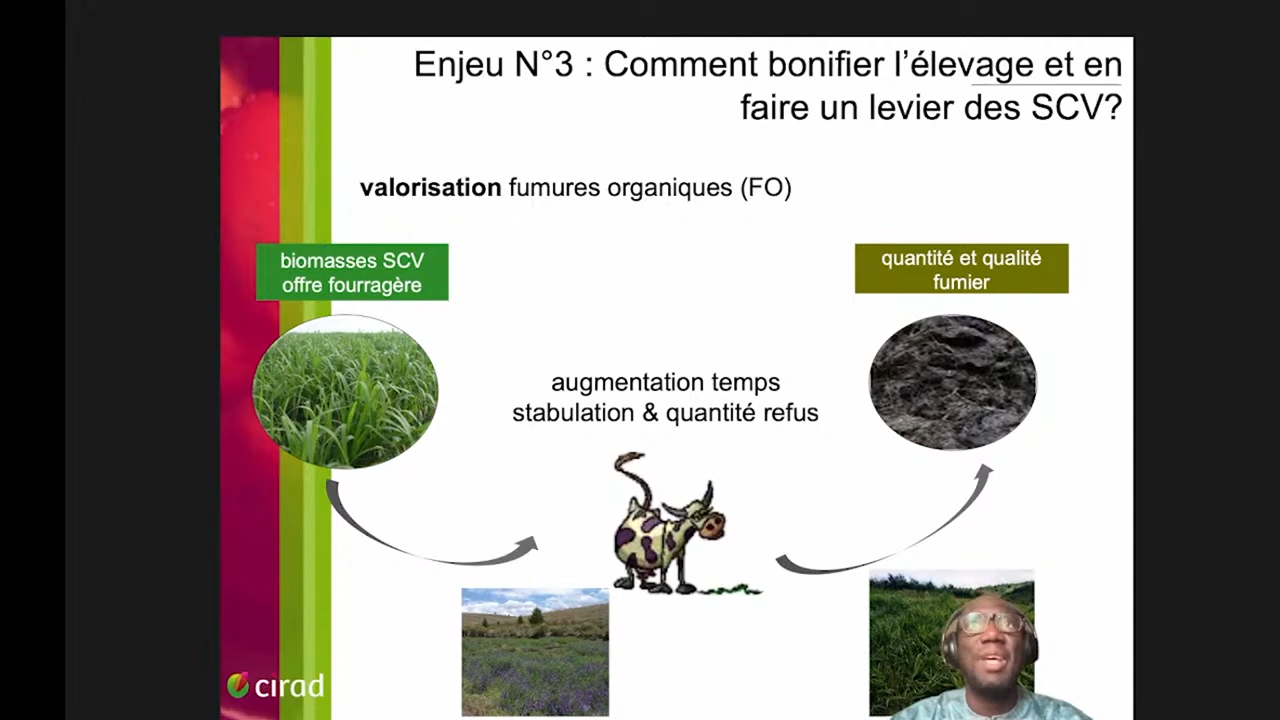 Enjeu N°3 : Comment bonifier l'élevage et en
faire un levier des SCV?
valorisation fumures organiques (FO)
biomasses SCV
offre fourragère
quantité et qualité
fumier
augmentation temps
stabulation & quantité refus
cirad